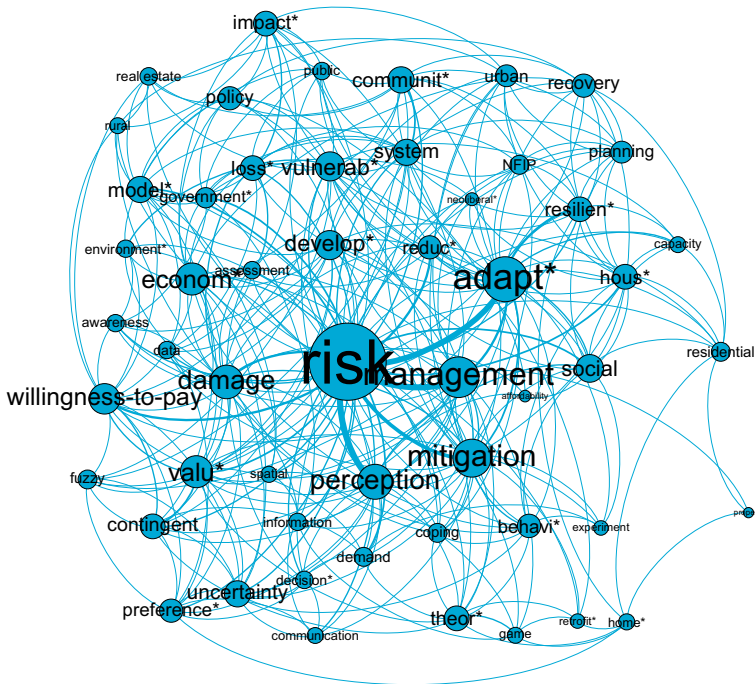 impact*
real estate
public
communit*
urban
recovery
policy
rural
system
planning
loss*
vulnerab*
NFIP
model*
government*
neoliberal*
resilien*
develop*
reduc*
capacity
environment*
econom*
assessment
adapt*
hous*
awareness
data
risk
residential
damage
management
social
willingness-to-pay
affordability
mitigation
valu*
spatial
perception
fuzzy
contingent
information
coping
behavi*
experiment
demand
decision*
uncertainty
preference*
theor*
retrofit*
home*
communication
game